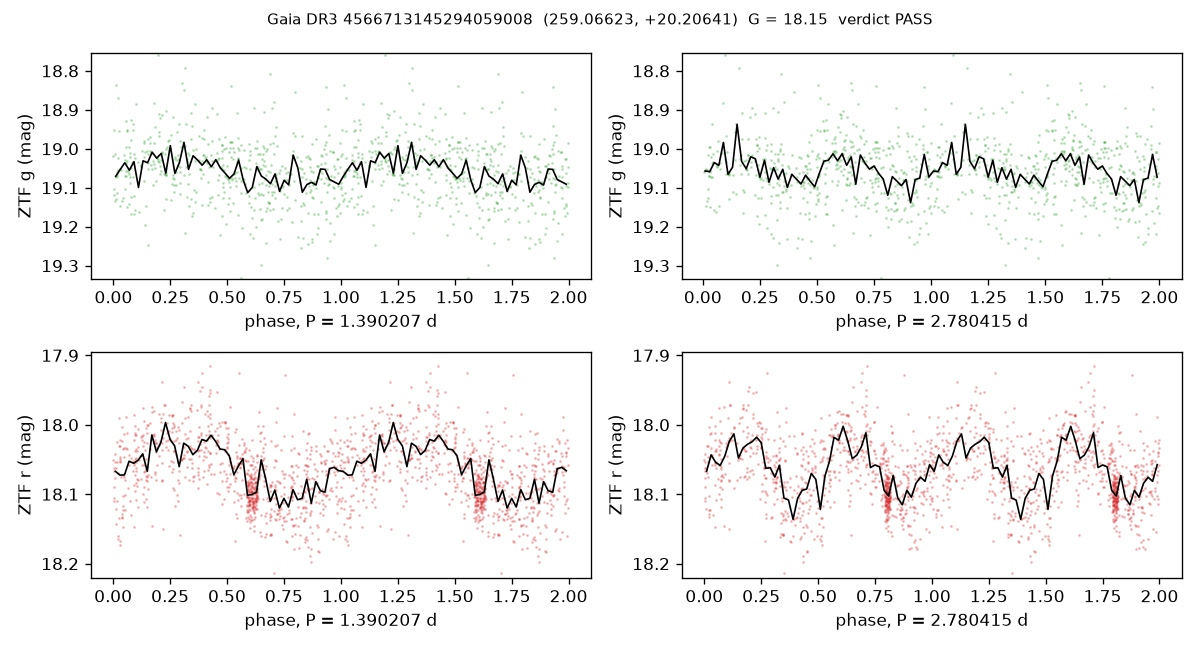 Gaia DR3 4566713145294059008 (259.06623, +20.20641) G = 18.15 verdict PASS
ZTF g (mag)
18.8
18.9
19.0
19.1
19.2
19.3
0.00 0.25 0.50 0.75 1.00 1.25 1.50 1.75 2.00
phase, P = 1.390207 d
ZTF g (mag)
18.8
18.9
19.0
19.1
19.2
19.3
0.00 0.25 0.50 0.75 1.00 1.25 1.50 1.75 2.00
phase, P = 2.780415 d
ZTF r (mag)
17.9
18.0
18.1
18.2
0.00 0.25 0.50 0.75 1.00 1.25 1.50 1.75 2.00
phase, P = 1.390207 d
ZTF r (mag)
17.9
18.0
18.1
18.2
0.00 0.25 0.50 0.75 1.00 1.25 1.50 1.75 2.00
phase, P = 2.780415 d